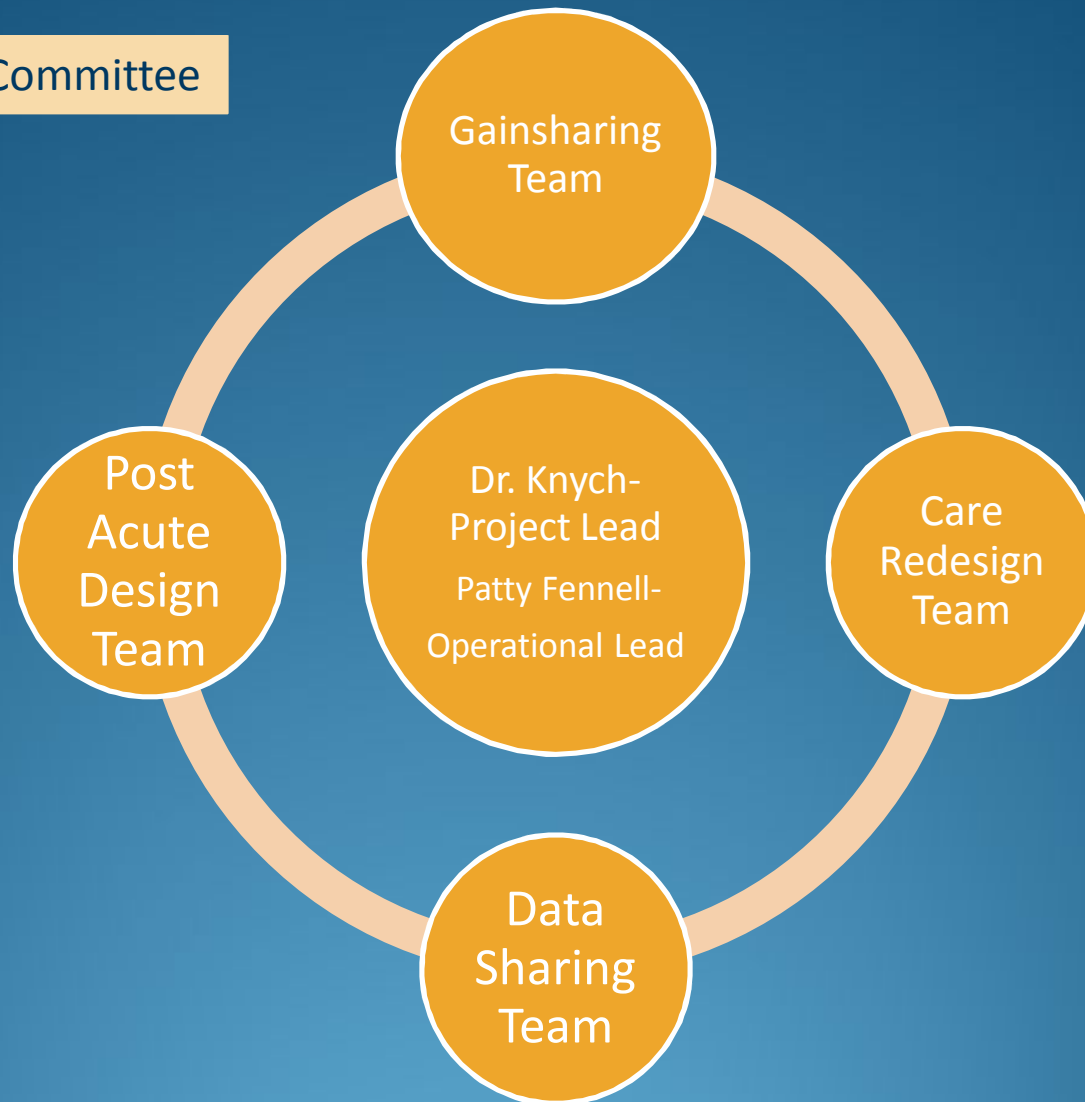 Committee
Gainsharing
Team
Post
Acute
Design
Team
Dr. Knych-
Project Lead
Patty Fennell-
Operational Lead
Care
Redesign
Team
Data
Sharing
Team